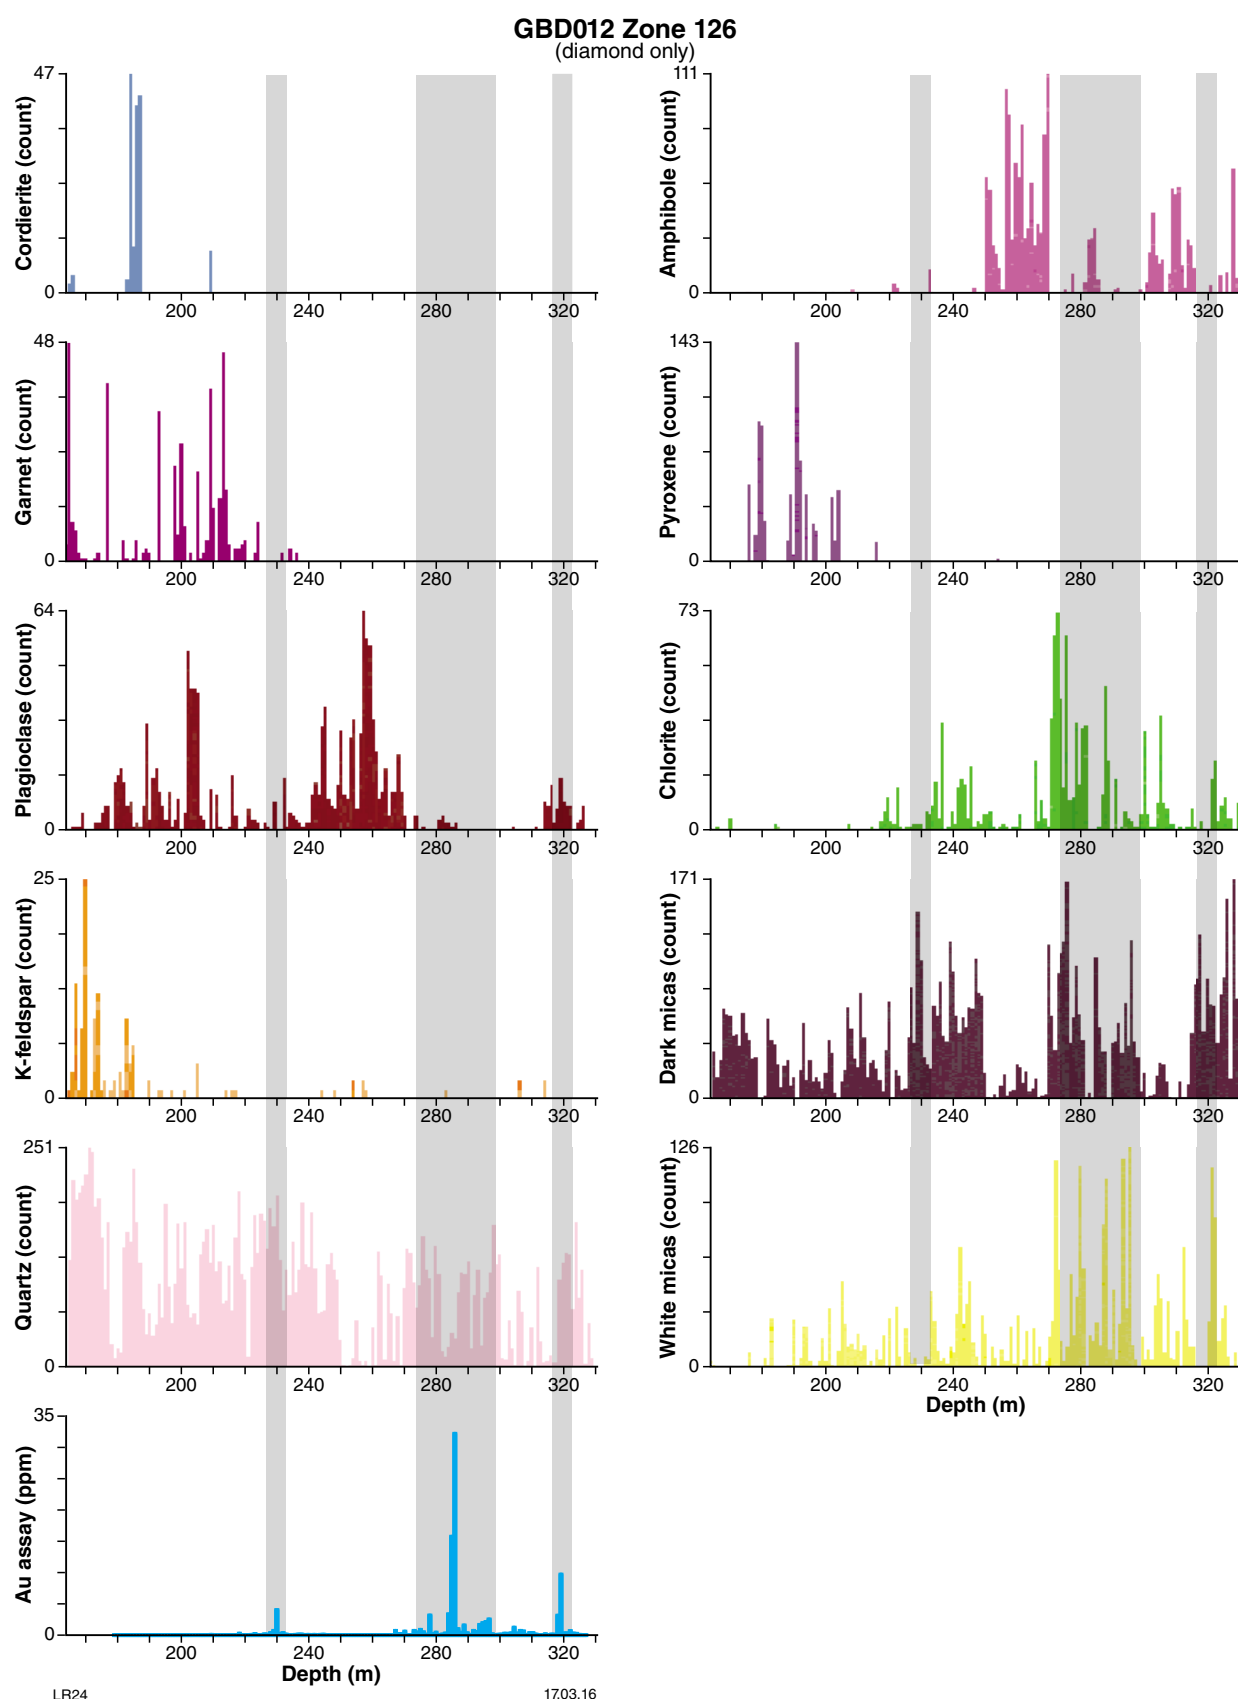 GBD012 Zone 126
(diamond only)
Cordierite (count)
47
0
200 240 280 320
Amphibole (count)
111
0
200 240 280 320
Garnet (count)
48
0
200 240 280 320
Pyroxene (count)
143
0
200 240 280 320
Plagioclase (count)
64
0
200 240 280 320
Chlorite (count)
73
0
200 240 280 320
K-feldspar (count)
25
0
200 240 280 320
Dark micas (count)
171
0
200 240 280 320
Quartz (count)
251
0
200 240 280 320
White micas (count)
126
0
200 240 280 320
Depth (m)
Au assay (ppm)
35
0
200 240 280 320
Depth (m)
LR24
17.03.16